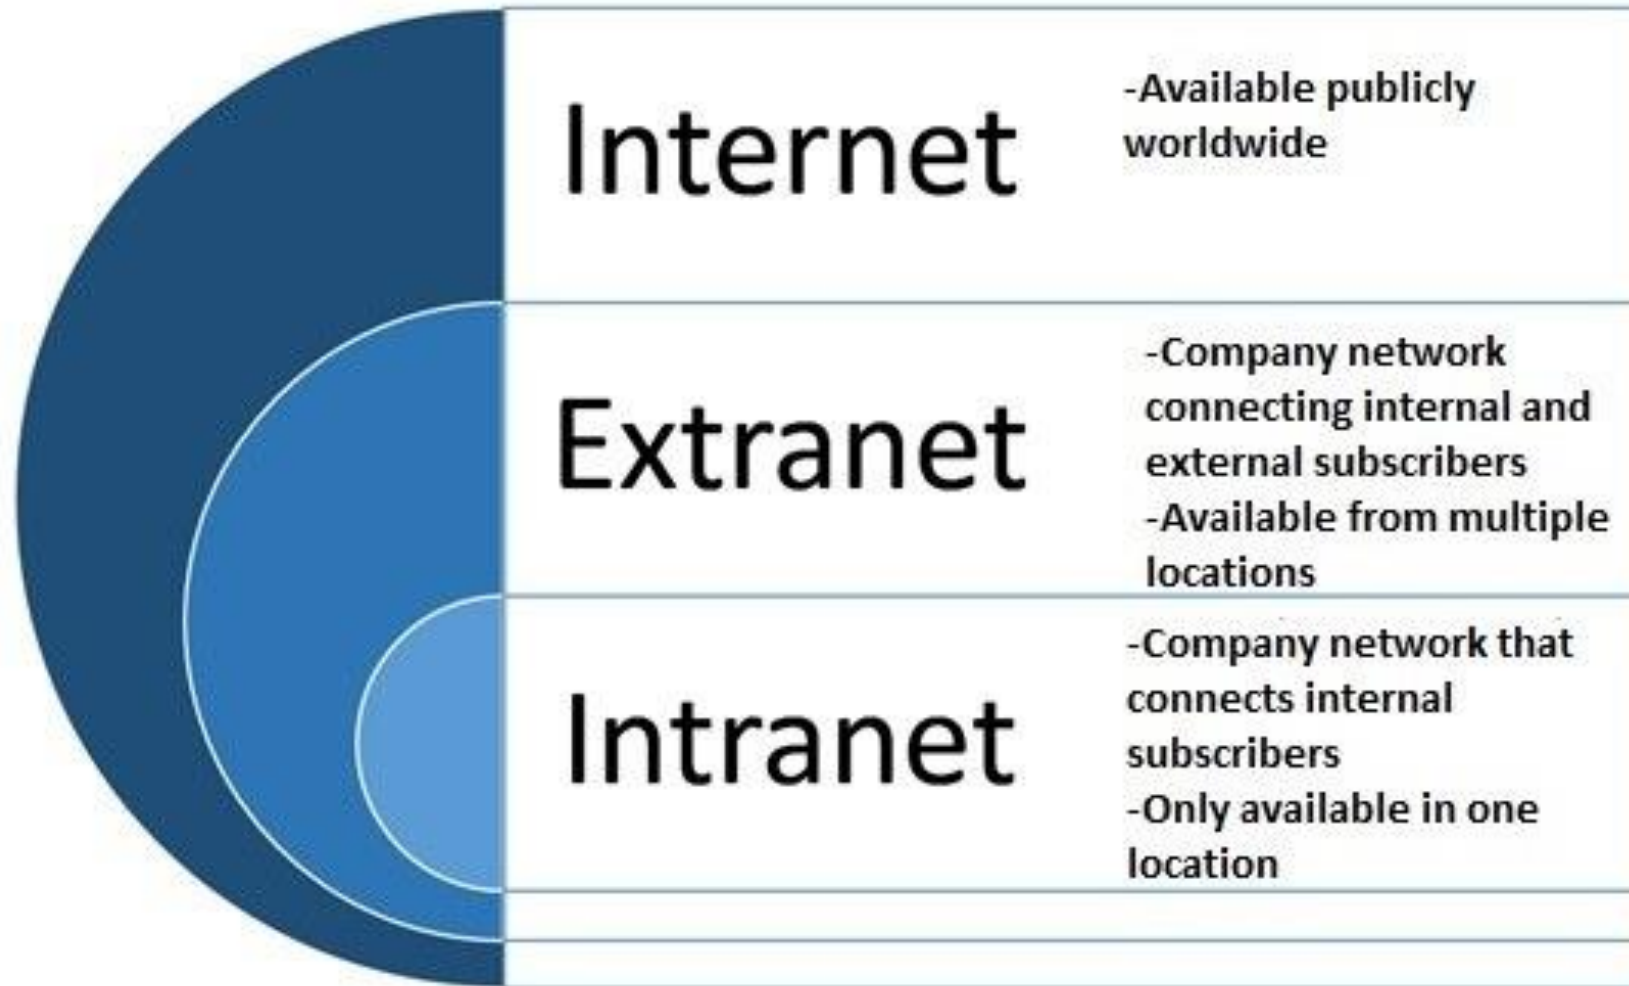 Internet
-Available publicly
worldwide
Extranet
-Company network
connecting internal and
external subscribers
-Available from multiple
locations
Intranet
-Company network that
connects internal
subscribers
-Only available in one
location